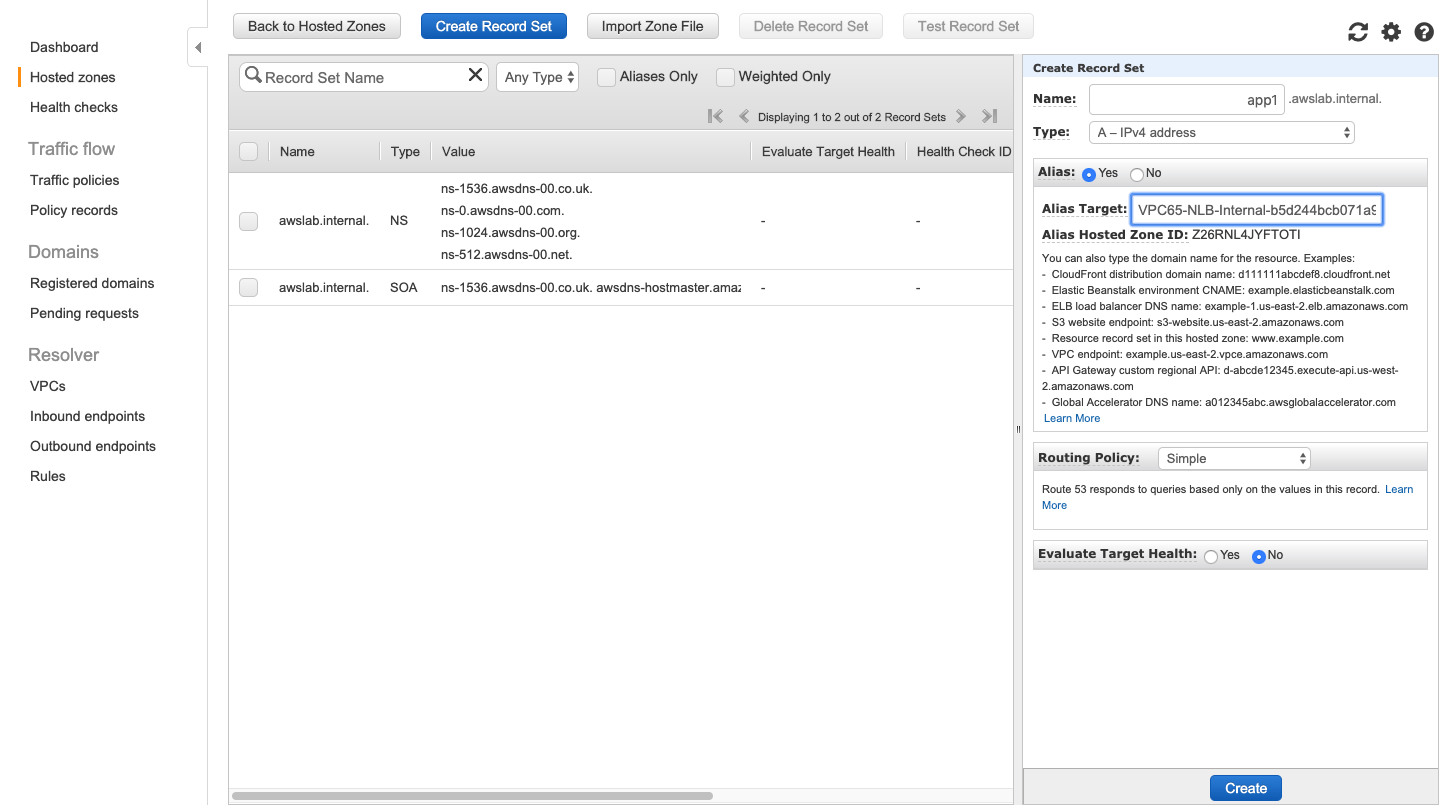 Back to Hosted Zones Create Record Set Import Zone File Delete Record Set Test Record Set
Dashboard
Hosted zones
Health checks
Traffic flow
Traffic policies
Policy records
Domains
Registered domains
Pending requests
Resolver
VPCs
Inbound endpoints
Outbound endpoints
Rules
Record Set Name Any Type Aliases Only Weighted Only
Displaying 1 to 2 out of 2 Record Sets
Name Type Value Evaluate Target Health Health Check ID
awslab.internal. NS
ns-1536.awsdns-00.co.uk.
ns-0.awsdns-00.com.
ns-1024.awsdns-00.org.
ns-512.awsdns-00.net.
- -
awslab.internal. SOA ns-1536.awsdns-00.co.uk. awsdns-hostmaster.amaz - -
Create Record Set
Name: app1 .awslab.internal.
Type: A – IPv4 address
Alias: Yes No
Alias Target: VPC65-NLB-Internal-b5d244bcb071a9
Alias Hosted Zone ID: Z26RNL4JYFTOTI
You can also type the domain name for the resource. Examples:
- CloudFront distribution domain name: d111111abcdef8.cloudfront.net
- Elastic Beanstalk environment CNAME: example.elasticbeanstalk.com
- ELB load balancer DNS name: example-1.us-east-2.elb.amazonaws.com
- S3 website endpoint: s3-website.us-east-2.amazonaws.com
- Resource record set in this hosted zone: www.example.com
- VPC endpoint: example.us-east-2.vpce.amazonaws.com
- API Gateway custom regional API: d-abcde12345.execute-api.us-west-
2.amazonaws.com
- Global Accelerator DNS name: a012345abc.awsglobalaccelerator.com
Learn More
Routing Policy: Simple
Route 53 responds to queries based only on the values in this record. Learn
More
Evaluate Target Health: Yes No
Create